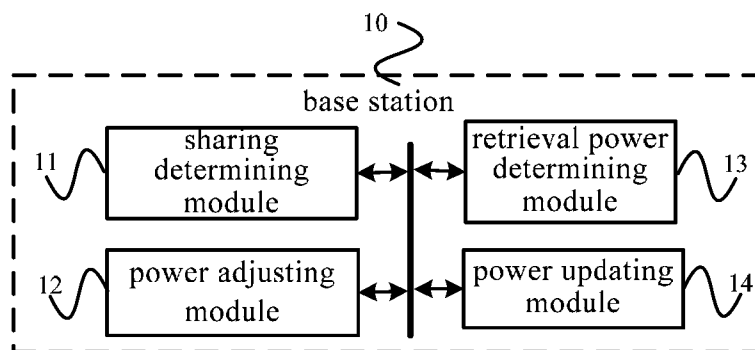 10
base station
11
sharing
determining
module
retrieval power
determining
module
13
12
power adjusting
module
power updating
module
14